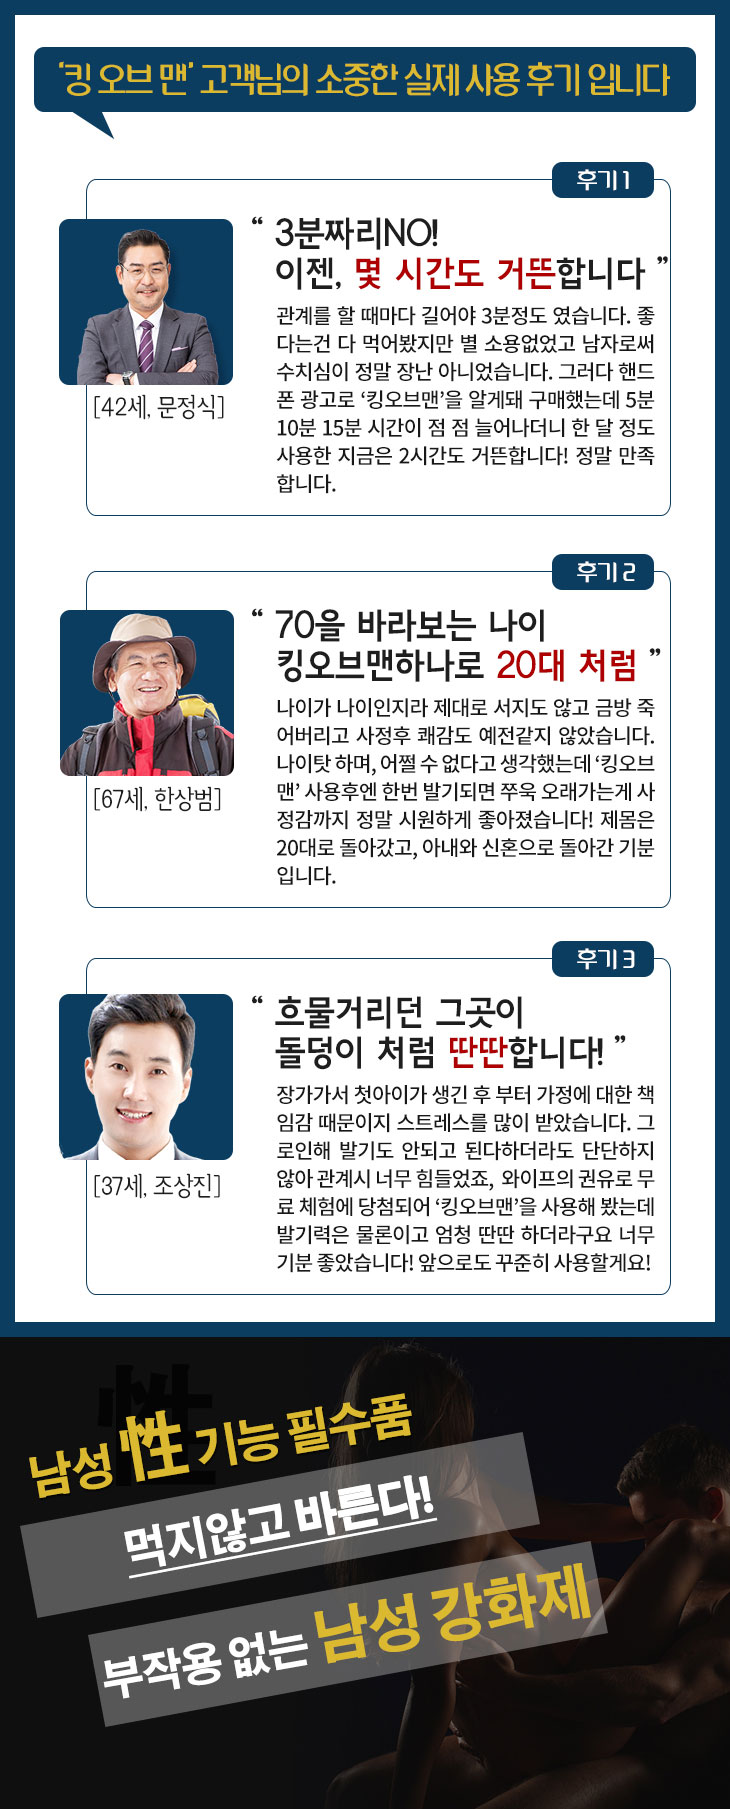 ‘킹 오브 맨’ 고객님의 소중한 실제 사용 후기 입니다
후기 1
“ 3분짜리NO!
이젠, 몇 시간도 거뜬합니다 ”
관계를 할 때마다 길어야 3분정도 였습니다. 좋
다는건 다 먹어봤지만 별 소용없었고 남자로써
수치심이 정말 장난 아니었습니다. 그러다 핸드
폰 광고로 ‘킹오브맨’을 알게돼 구매했는데 5분
10분 15분 시간이 점 점 늘어나더니 한 달 정도
사용한 지금은 2시간도 거뜬합니다! 정말 만족
합니다.
[42세, 문정식]
후기 2
“ 70을 바라보는 나이
킹오브맨하나로 20대 처럼 ”
나이가 나이인지라 제대로 서지도 않고 금방 죽
어버리고 사정후 쾌감도 예전같지 않았습니다.
나이탓 하며, 어쩔 수 없다고 생각했는데 ‘킹오브
맨’ 사용후엔 한번 발기되면 쭈욱 오래가는게 사
정감까지 정말 시원하게 좋아졌습니다! 제몸은
20대로 돌아갔고, 아내와 신혼으로 돌아간 기분
입니다.
[67세, 한상범]
후기 3
“ 흐물거리던 그곳이
돌덩이 처럼 딴딴합니다! ”
장가가서 첫아이가 생긴 후 부터 가정에 대한 책
임감 때문이지 스트레스를 많이 받았습니다. 그
로인해 발기도 안되고 된다하더라도 단단하지
않아 관계시 너무 힘들었죠, 와이프의 권유로 무
료 체험에 당첨되어 ‘킹오브맨’을 사용해 봤는데
발기력은 물론이고 엄청 딴딴 하더라구요 너무
기분 좋았습니다! 앞으로도 꾸준히 사용할게요!
[37세, 조상진]
남성 性 기능 필수품
먹지않고 바른다!
부작용 없는 남성 강화제